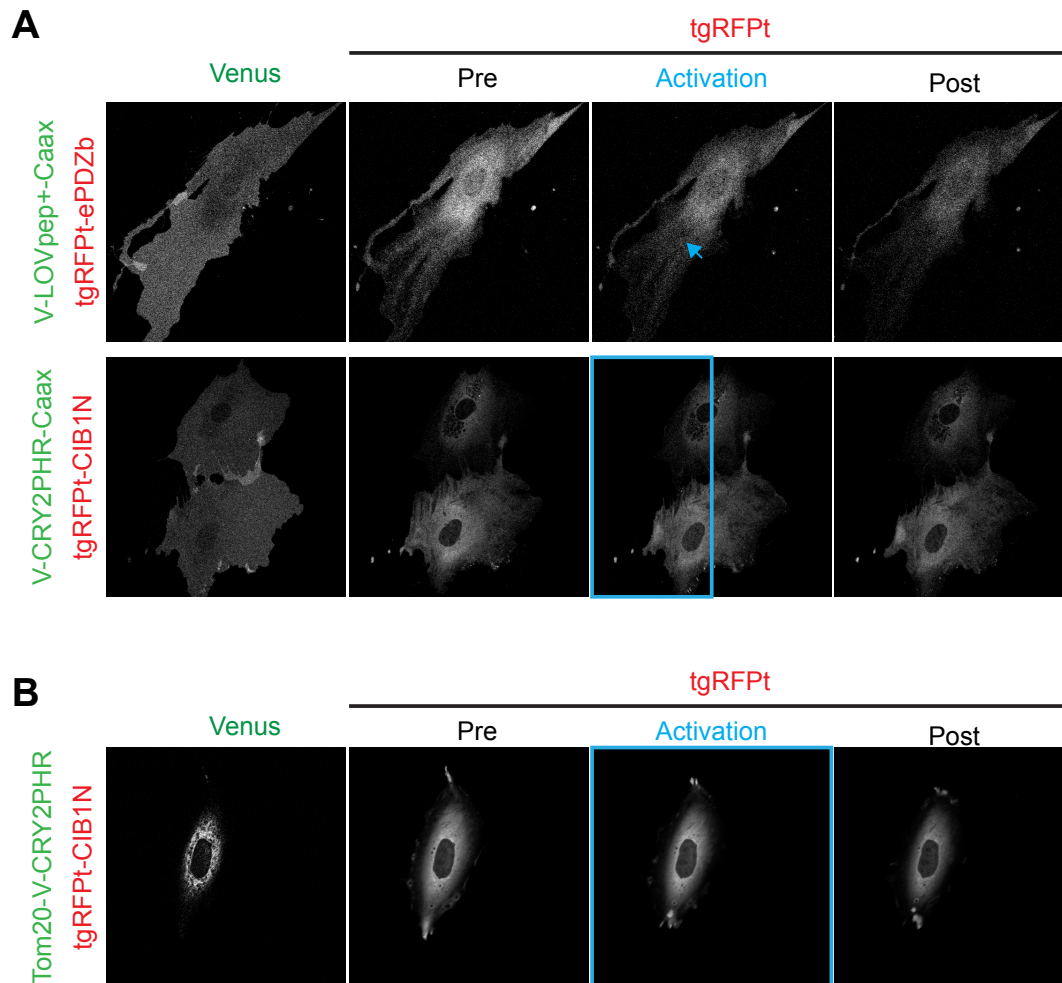 A
tgRFPt
Venus
Pre
Activation
Post
V-LOVpep+-Caax
tgRFPt-ePDZb
V-CRY2PHR-Caax
tgRFPt-CIB1N
B
tgRFPt
Venus
Pre
Activation
Post
Tom20-V-CRY2PHR
tgRFPt-CIB1N